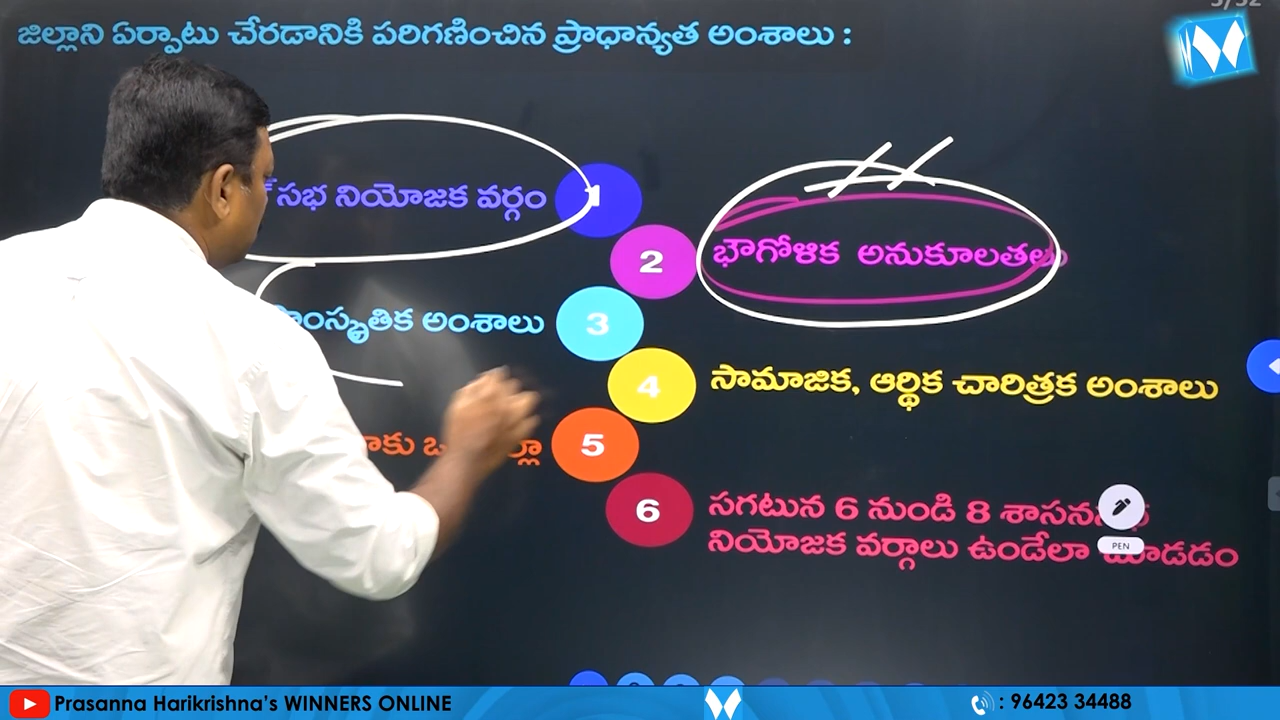 జిల్లాని ఏర్పాటు చేరడానికి పరిగణించిన ప్రాధాన్యత అంశాలు :
సభ నియోజక వర్గం
1
2
భౌగోళిక అనుకూలతలు
సాంస్కృతిక అంశాలు
3
4
సామాజిక, ఆర్థిక చారిత్రక అంశాలు
5
6
సగటున 6 నుండి 8
నియోజక వర్గాలు ఉండేలా చూడడం
PEN
Prasanna Harikrishna's WINNERS ONLINE
: 96423 34488